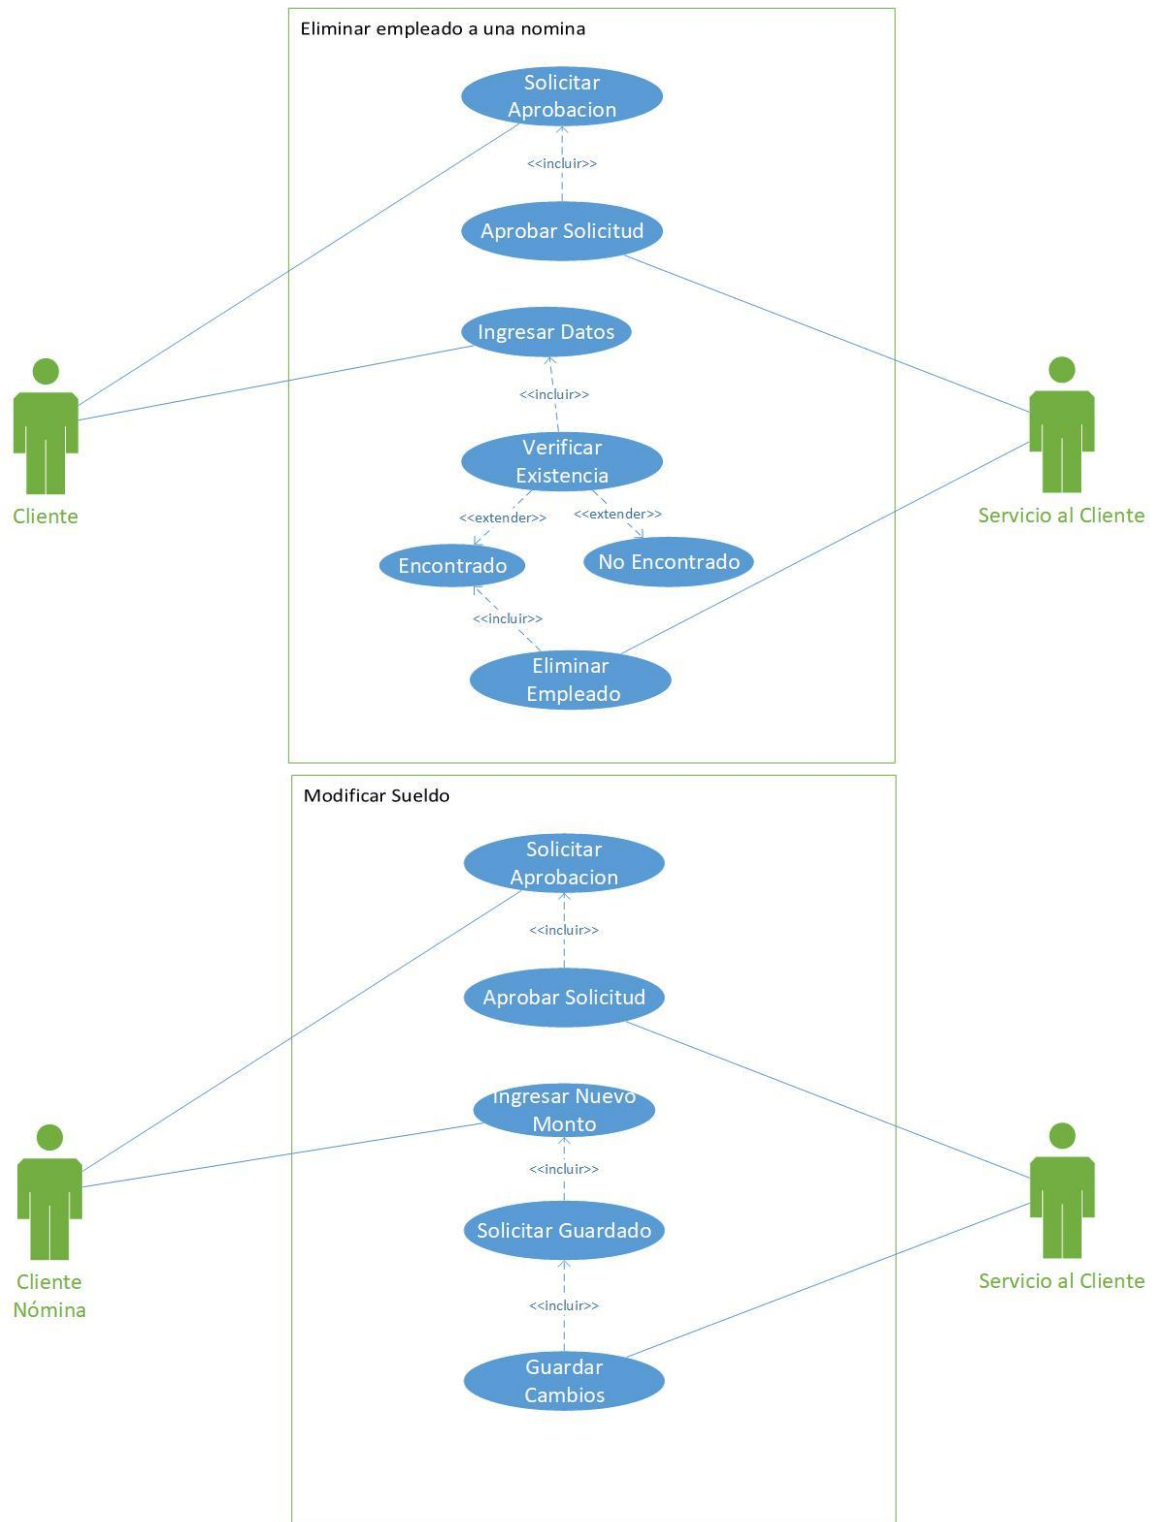 Eliminar empleado a una nomina
Solicitar
Aprobacion
<<incluir>>
Aprobar Solicitud
Ingresar Datos
<<incluir>>
Verificar
Existencia
Cliente
Servicio al Cliente
<<extender>>
<<extender>>
Encontrado
No Encontrado
<<incluir>>
Eliminar
Empleado
Modificar Sueldo
Solicitar
Aprobacion
<<incluir>>
Aprobar Solicitud
Ingresar Nuevo
Monto
<<incluir>>
Solicitar Guardado
Cliente
Nómina
Servicio al Cliente
<<incluir>>
Guardar
Cambios